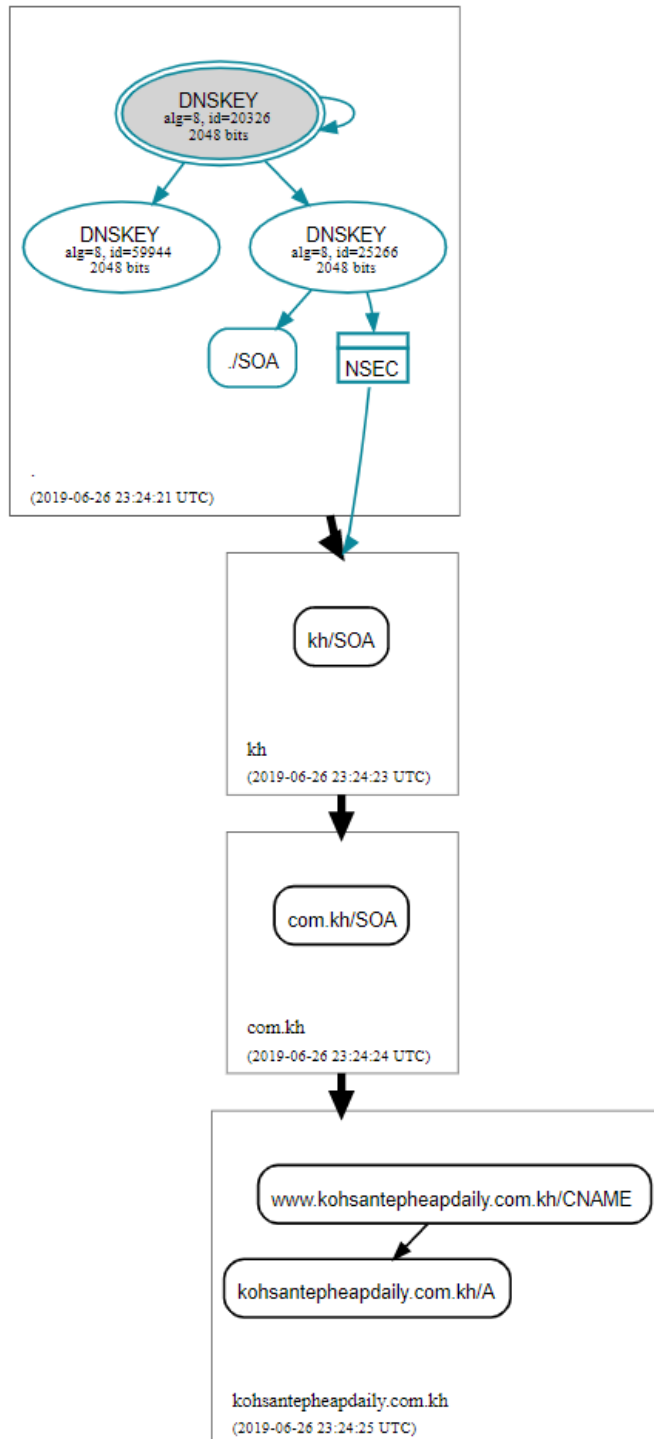 DNSKEY
alg=8, id=20326
2048 bits
DNSKEY
alg=8, id=59944
2048 bits
DNSKEY
alg=8, id=25266
2048 bits
./SOA
NSEC
.
(2019-06-26 23:24:21 UTC)
kh/SOA
kh
(2019-06-26 23:24:23 UTC)
com.kh/SOA
com.kh
(2019-06-26 23:24:24 UTC)
www.kohsantepheapdaily.com.kh/CNAME
kohsantepheapdaily.com.kh/A
kohsantepheapdaily.com.kh
(2019-06-26 23:24:25 UTC)